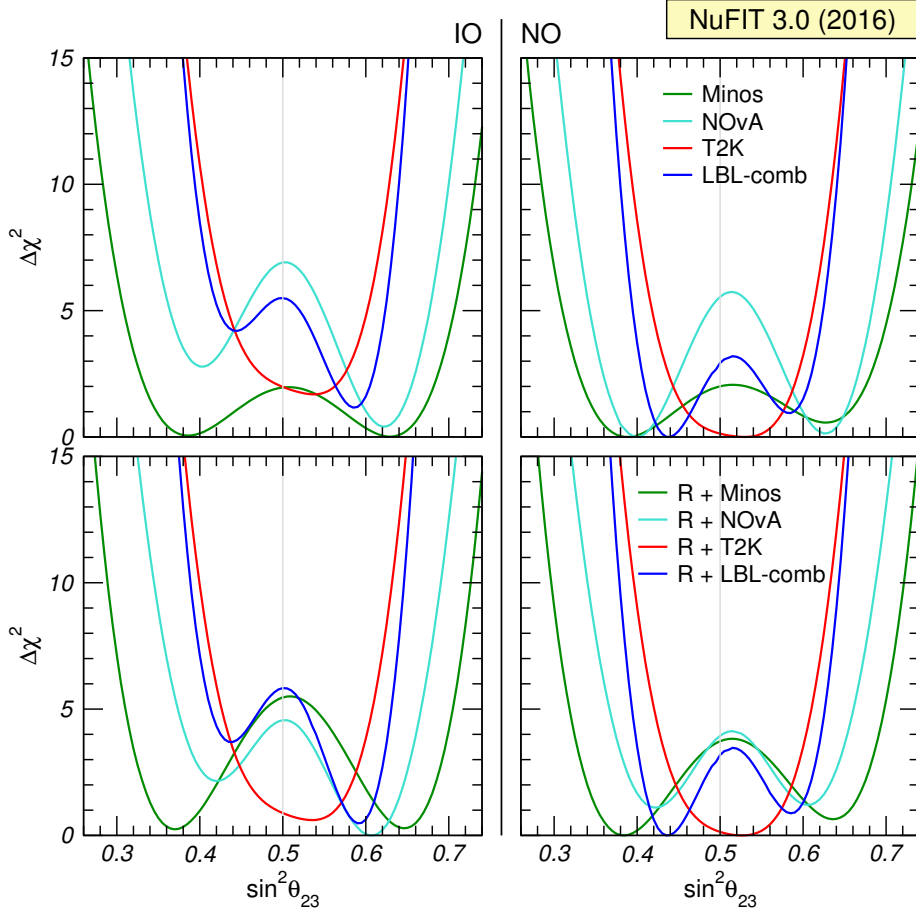 NuFIT 3.0 (2016)
IO NO
15
10
5
0
Δχ²
Minos
NOvA
T2K
LBL-comb
15
10
5
0
Δχ²
R + Minos
R + NOvA
R + T2K
R + LBL-comb
0.3 0.4 0.5 0.6 0.7
0.3 0.4 0.5 0.6 0.7
sin²θ₂₃
sin²θ₂₃